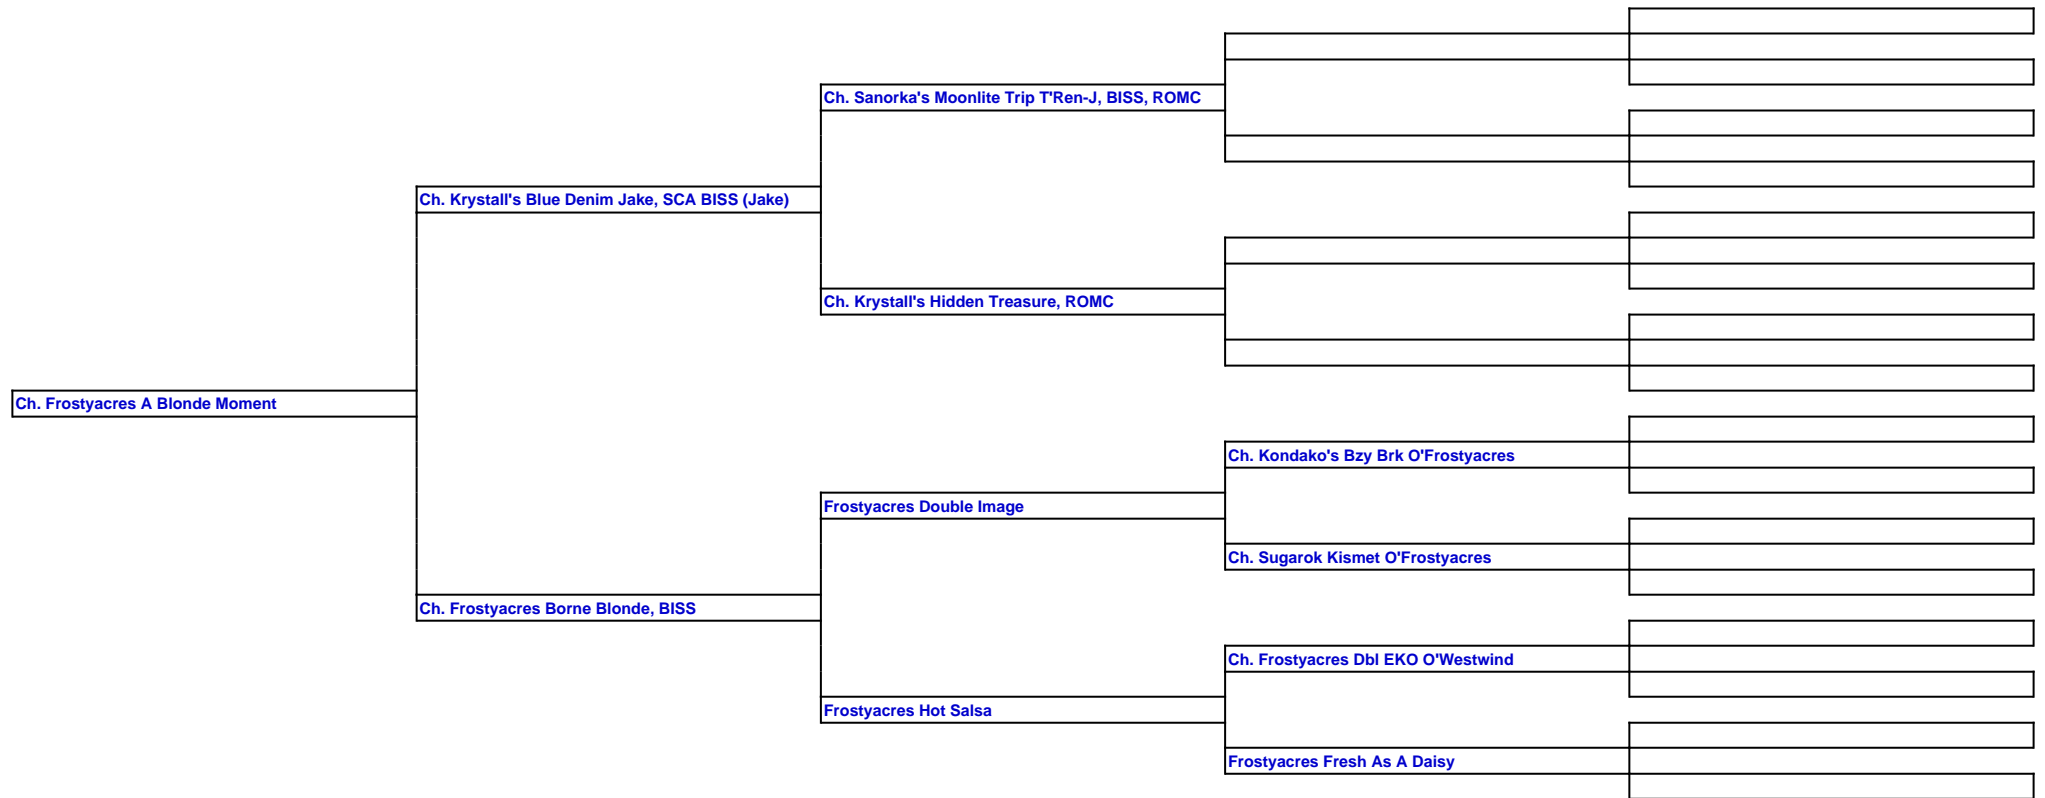 Ch. Sanorka's Moonlite Trip T'Ren-J, BISS, ROMC
Ch. Krystall's Blue Denim Jake, SCA BISS (Jake)
Ch. Krystall's Hidden Treasure, ROMC
Ch. Frostyacres A Blonde Moment
Ch. Kondako's Bzy Brk O'Frostyacres
Frostyacres Double Image
Ch. Sugarok Kismet O'Frostyacres
Ch. Frostyacres Borne Blonde, BISS
Ch. Frostyacres Dbl EKO O'Westwind
Frostyacres Hot Salsa
Frostyacres Fresh As A Daisy